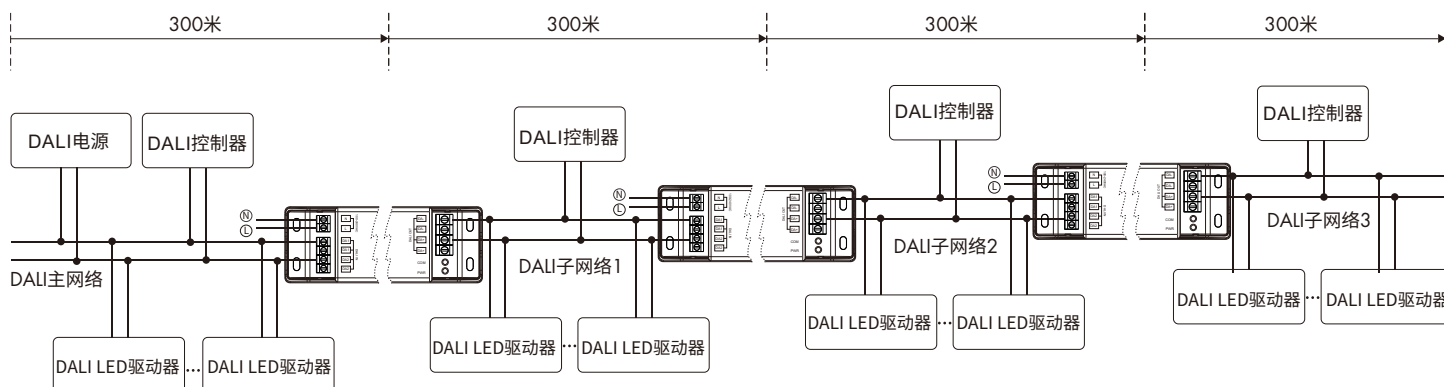 300米
300米
300米
300米
DALI电源
DALI控制器
DALI控制器
DALI控制器
DALI控制器
N
L
N
L
N
L
COM
PWR
COM
PWR
COM
PWR
DALI主网络
DALI子网络1
DALI子网络2
DALI子网络3
DALI LED驱动器
...
DALI LED驱动器
DALI LED驱动器
...
DALI LED驱动器
DALI LED驱动器
...
DALI LED驱动器
DALI LED驱动器
...
DALI LED驱动器